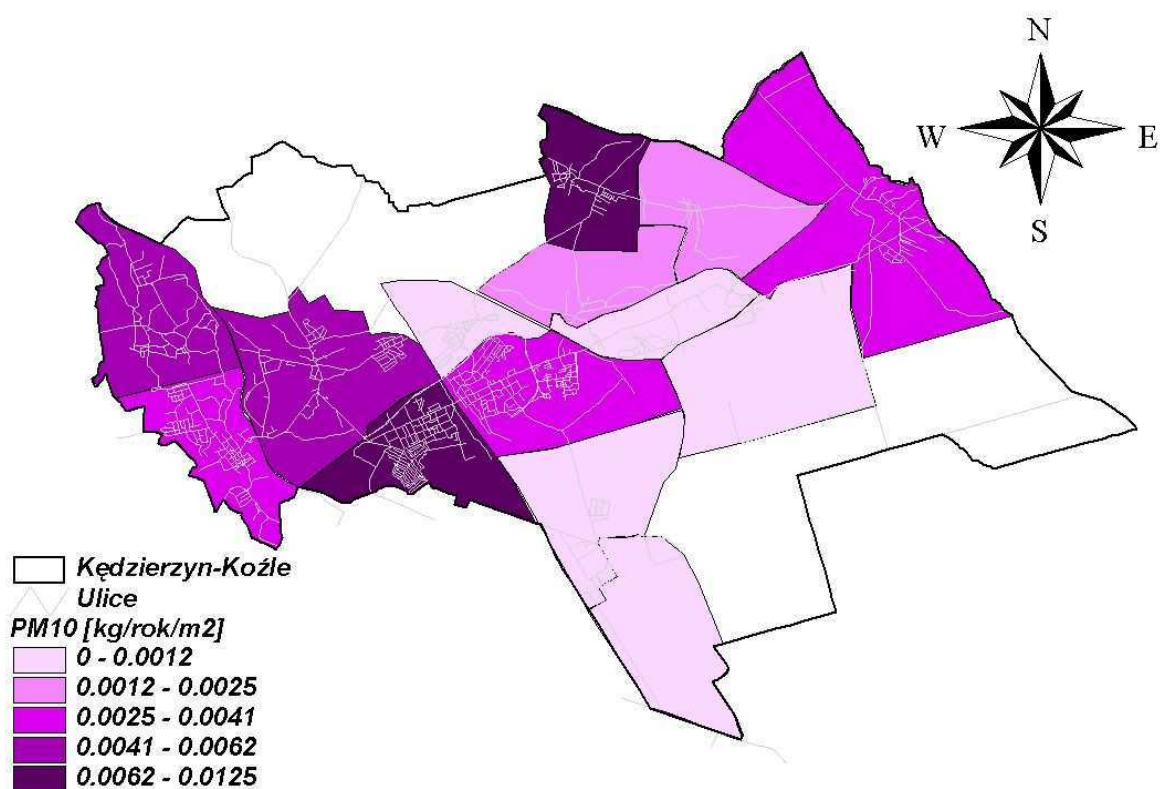 N
W E
S
Kędzierzyn-Koźle
Ulice
PM10 [kg/rok/m2]
0 - 0.0012
0.0012 - 0.0025
0.0025 - 0.0041
0.0041 - 0.0062
0.0062 - 0.0125